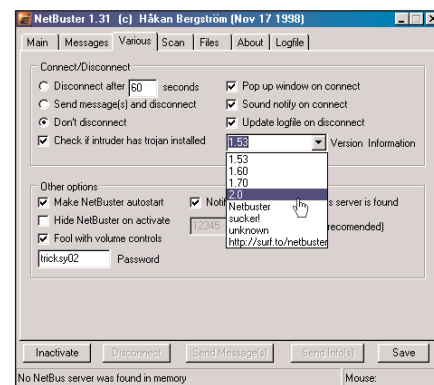 NetBuster 1.31 (c) Håkan Bergström (Nov 17 1998)
Main Messages Various Scan Files About Logfile
Connect/Disconnect
Disconnect after 60 seconds
Pop up window on connect
Send message(s) and disconnect
Sound notify on connect
Don't disconnect
Update logfile on disconnect
Check if intruder has trojan installed
1.53 Version Information
1.53
1.60
1.70
2.0
Netbuster
sucker!
unknown
http://surf.to/netbuster
Other options
Make NetBuster autostart
Noti s server is found
Hide NetBuster on activate
12345 recomended)
Fool with volume controls
tricksy02 Password
Inactivate Disconnect Send Message(s) Send Info(s) Save
No NetBus server was found in memory Mouse: